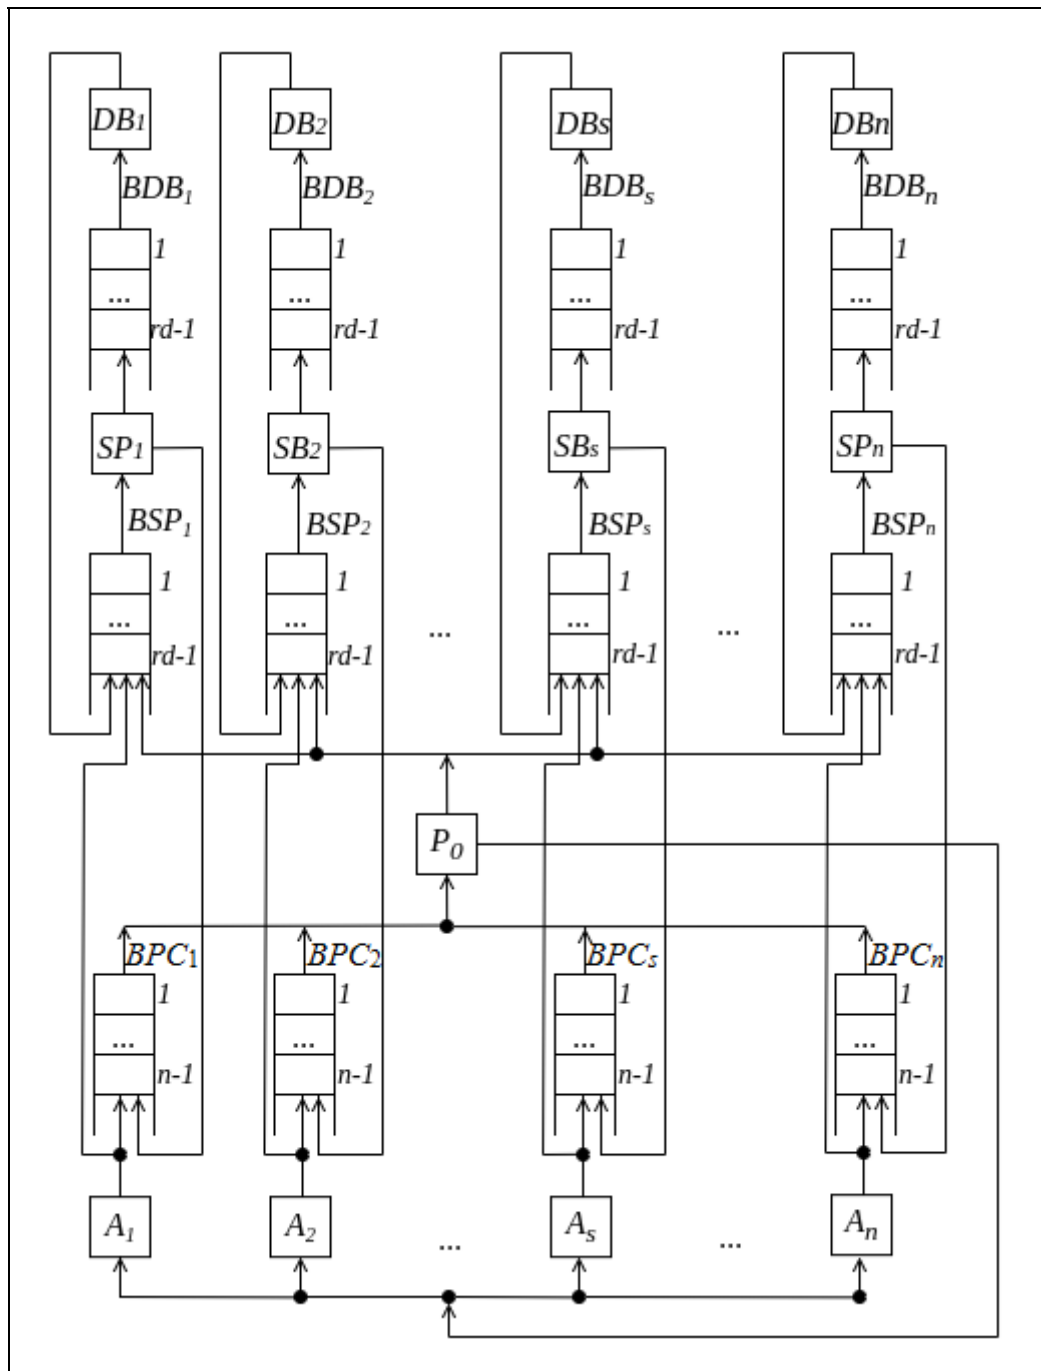 DB1 DB2 DBs DBn
BDB1 BDB2 BDBs BDBn
1 1 1 1
... ... ... ...
rd-1 rd-1 rd-1 rd-1
SP1 SB2 SBs SPn
BSP1 BSP2 BSPs BSPn
1 1 1 1
... ... ... ...
rd-1 rd-1 rd-1 rd-1
... ...
P0
BPC1 BPC2 BPCs BPCn
1 1 1 1
... ... ... ...
n-1 n-1 n-1 n-1
A1 A2 As An
... ...